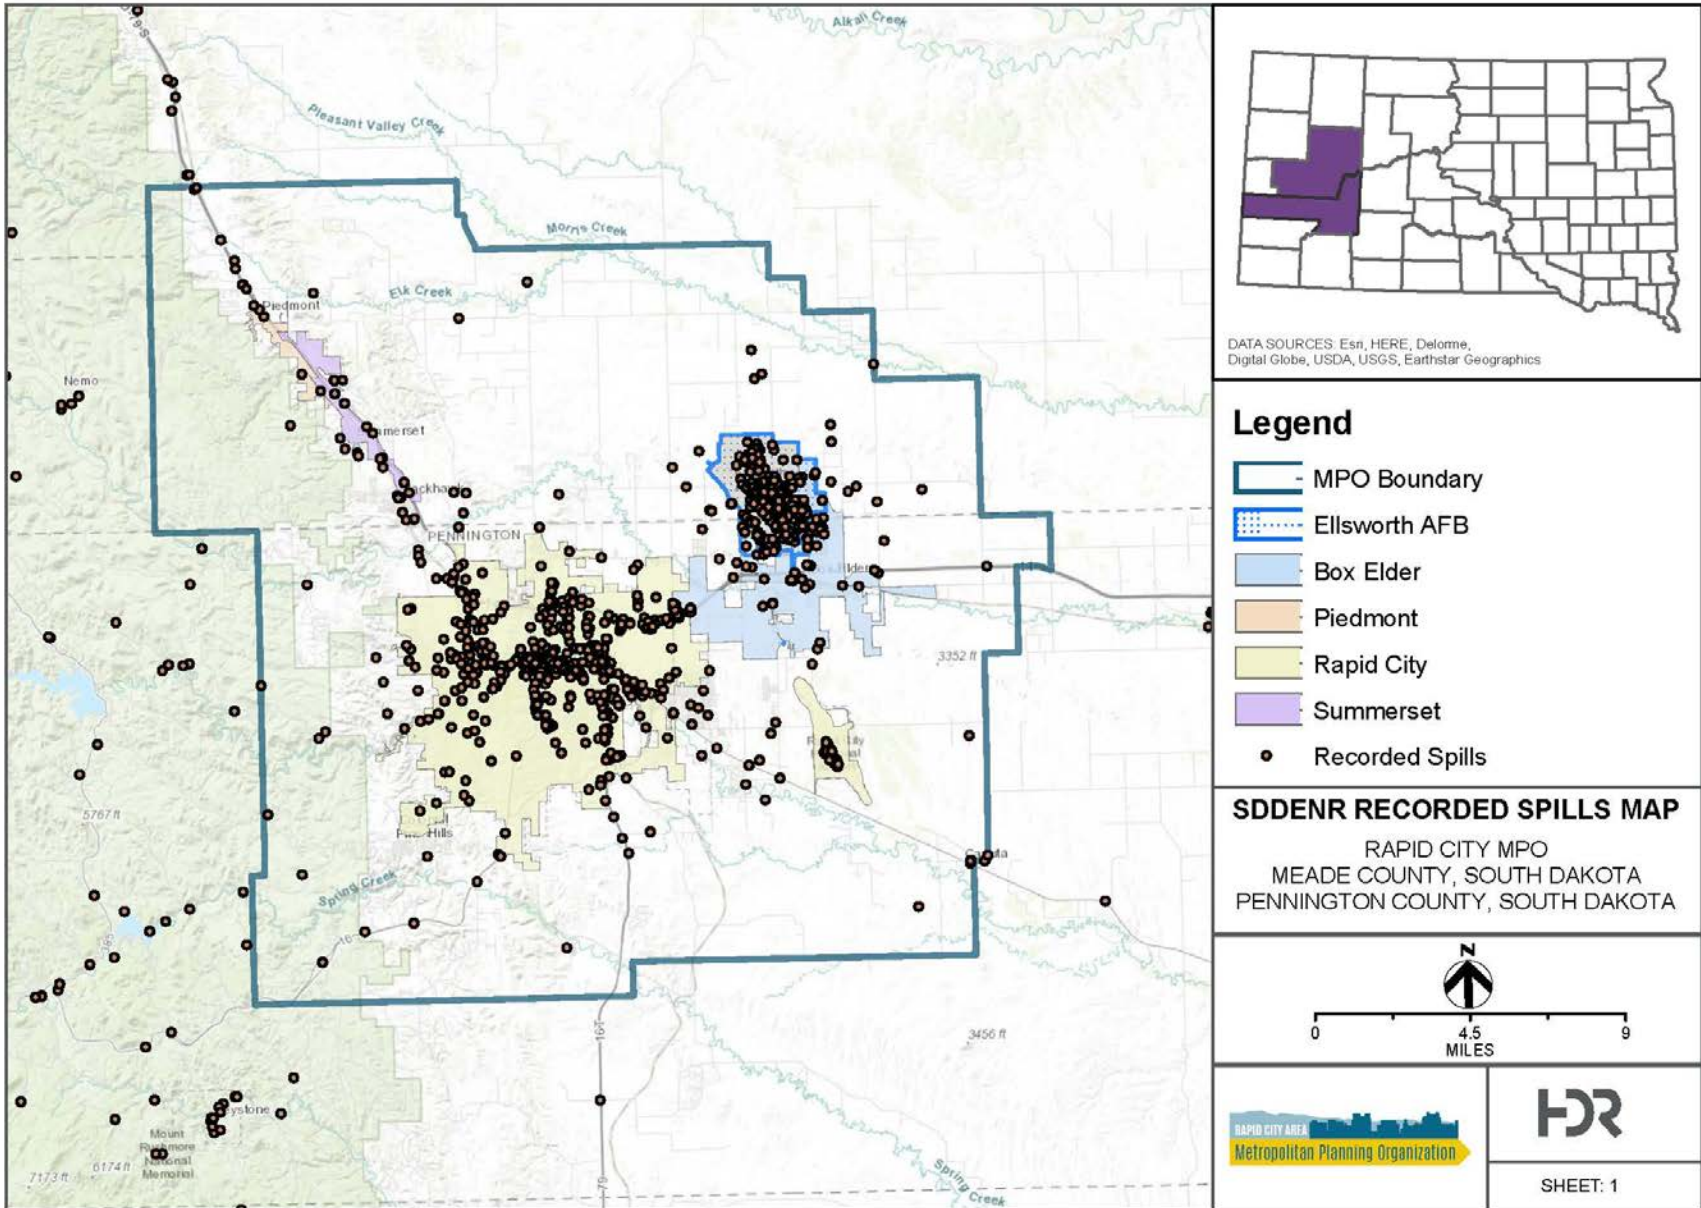 Alkali Creek
Pleasant Valley Creek
Morris Creek
Elk Creek
Piedmont
Nemo
PENNINGTON
3352 ft
5767 ft
Spring Creek
16
385
3456 ft
79
Mount
Rushmore
National
Memorial
7173 ft
6174 ft
Spring Creek
DATA SOURCES: Esri, HERE, Delorme,
Digital Globe, USDA, USGS, Earthstar Geographics
Legend
MPO Boundary
Ellsworth AFB
Box Elder
Piedmont
Rapid City
Summerset
Recorded Spills
SDDENR RECORDED SPILLS MAP
RAPID CITY MPO
MEADE COUNTY, SOUTH DAKOTA
PENNINGTON COUNTY, SOUTH DAKOTA
N
0 4.5 9
MILES
RAPID CITY AREA
Metropolitan Planning Organization
HDR
SHEET: 1